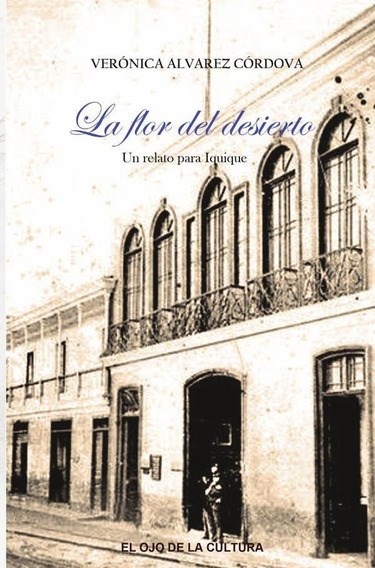 VERÓNICA ALVAREZ CÓRDOVA
La flor del desierto
Un relato para Iquique
EL OJO DE LA CULTURA